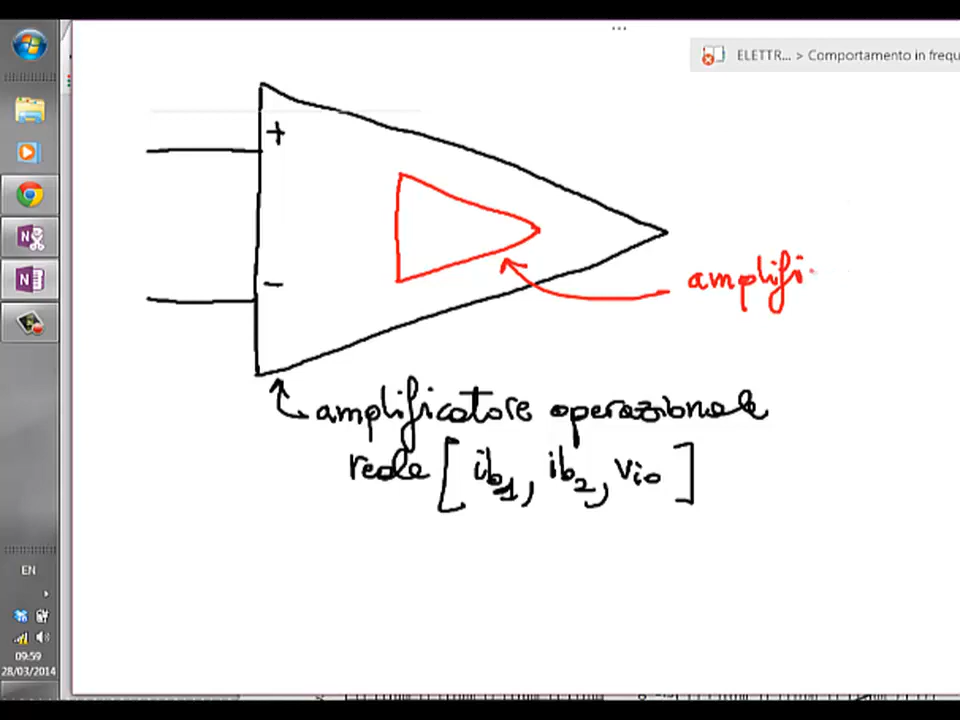 ELETTR... > Comportamento in frequ
+
-
amplifi
amplificatore operazionale
reale [ib1, ib2, vio]
EN
09:59
28/03/2014